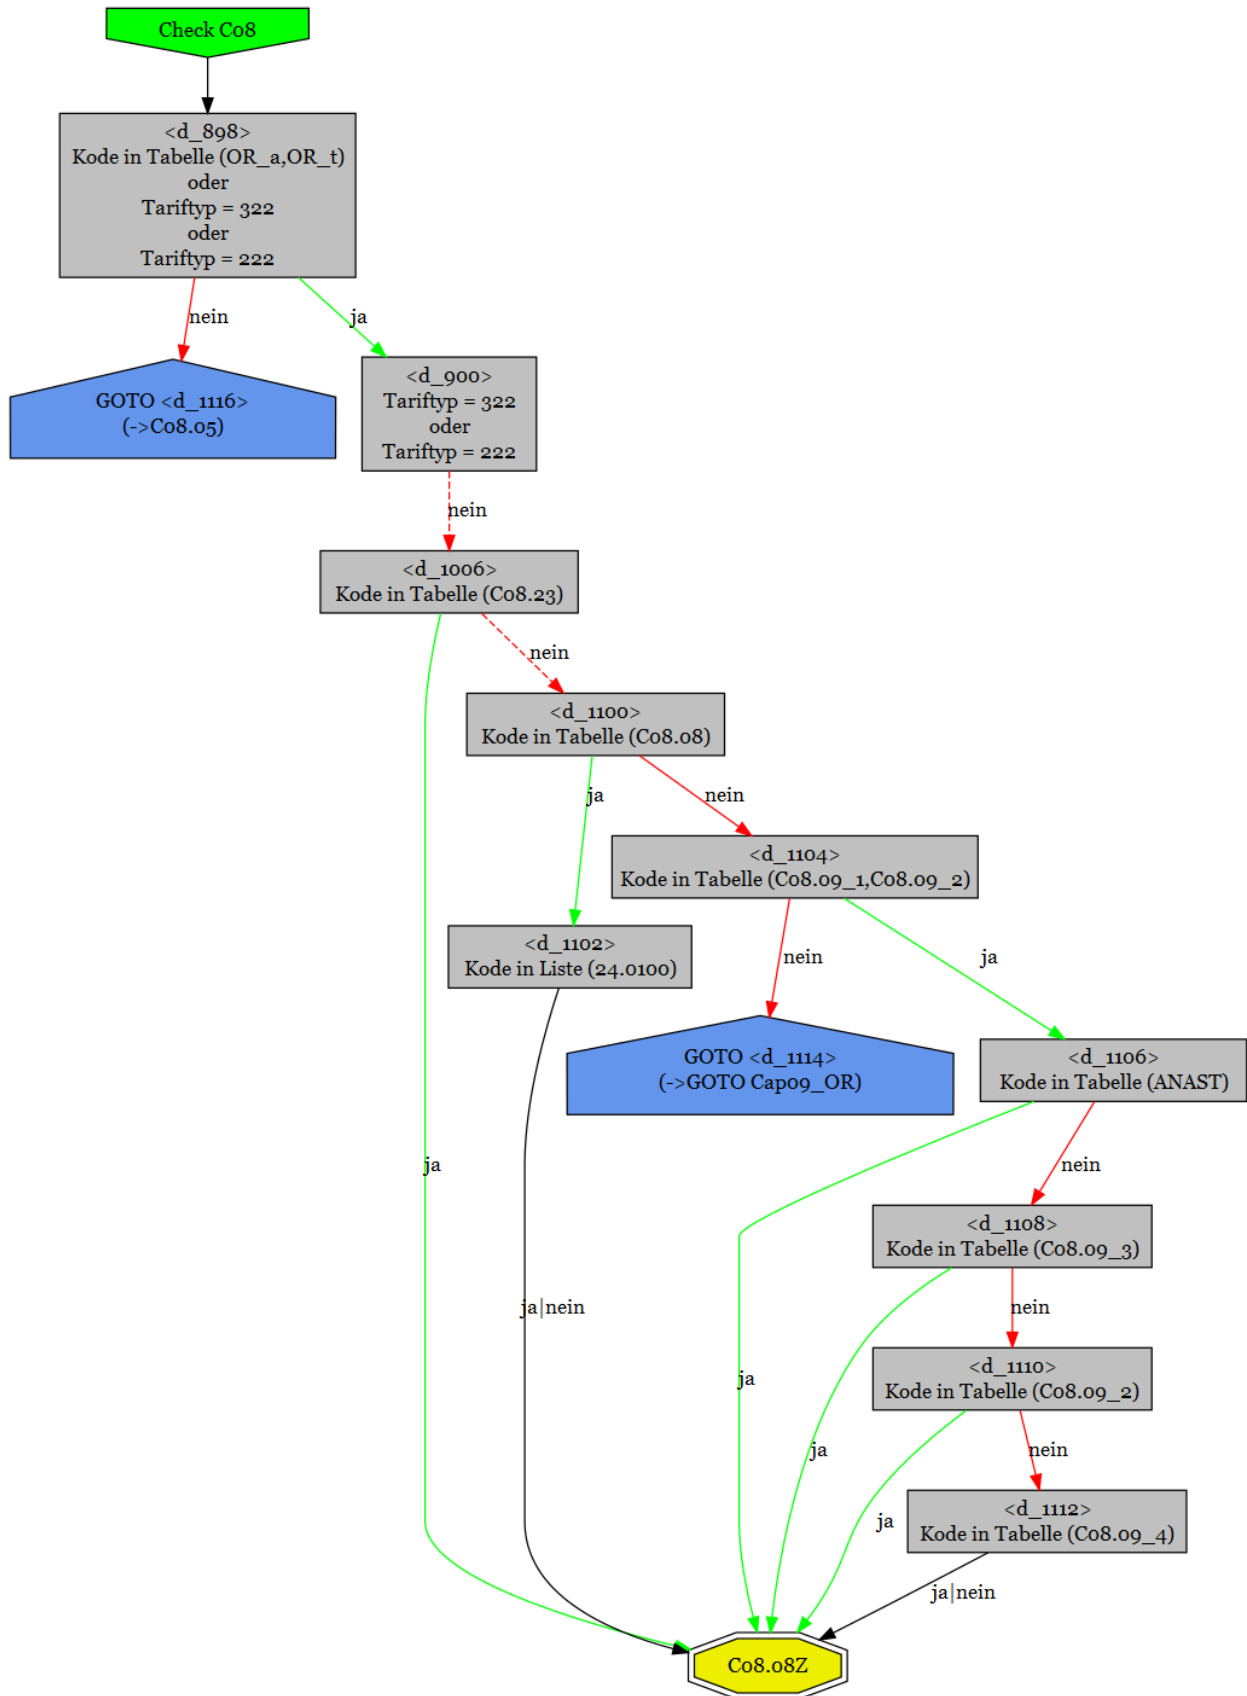 Check C08
<d_898>
Kode in Tabelle (OR_a,OR_t)
oder
Tariftyp = 322
oder
Tariftyp = 222
nein
ja
GOTO <d_1116>
(->C08.05)
<d_900>
Tariftyp = 322
oder
Tariftyp = 222
nein
<d_1006>
Kode in Tabelle (C08.23)
nein
<d_1100>
Kode in Tabelle (C08.08)
ja
nein
<d_1104>
Kode in Tabelle (C08.09_1,C08.09_2)
<d_1102>
Kode in Liste (24.0100)
nein
ja
GOTO <d_1114>
(->GOTO Cap09_OR)
<d_1106>
Kode in Tabelle (ANAST)
ja
nein
<d_1108>
Kode in Tabelle (C08.09_3)
ja|nein
nein
<d_1110>
Kode in Tabelle (C08.09_2)
ja
ja
nein
<d_1112>
Kode in Tabelle (C08.09_4)
ja
ja|nein
C08.08Z